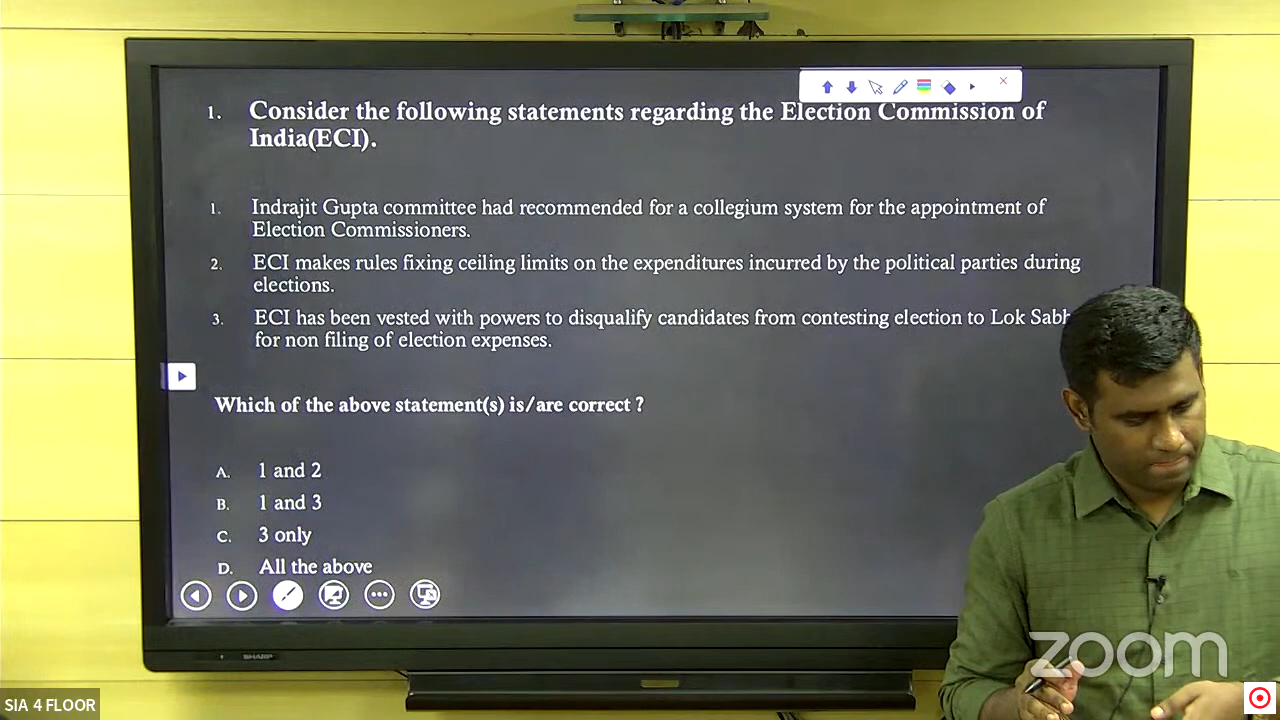 1. Consider the following statements regarding the Election Commission of
India(ECI).
1. Indrajit Gupta committee had recommended for a collegium system for the appointment of
Election Commissioners.
2. ECI makes rules fixing ceiling limits on the expenditures incurred by the political parties during
elections.
3. ECI has been vested with powers to disqualify candidates from contesting election to Lok
for non filing of election expenses.
Which of the above statement(s) is/are correct ?
A. 1 and 2
B. 1 and 3
C. 3 only
D. All the above
SHARP
zoom
SIA 4 FLOOR